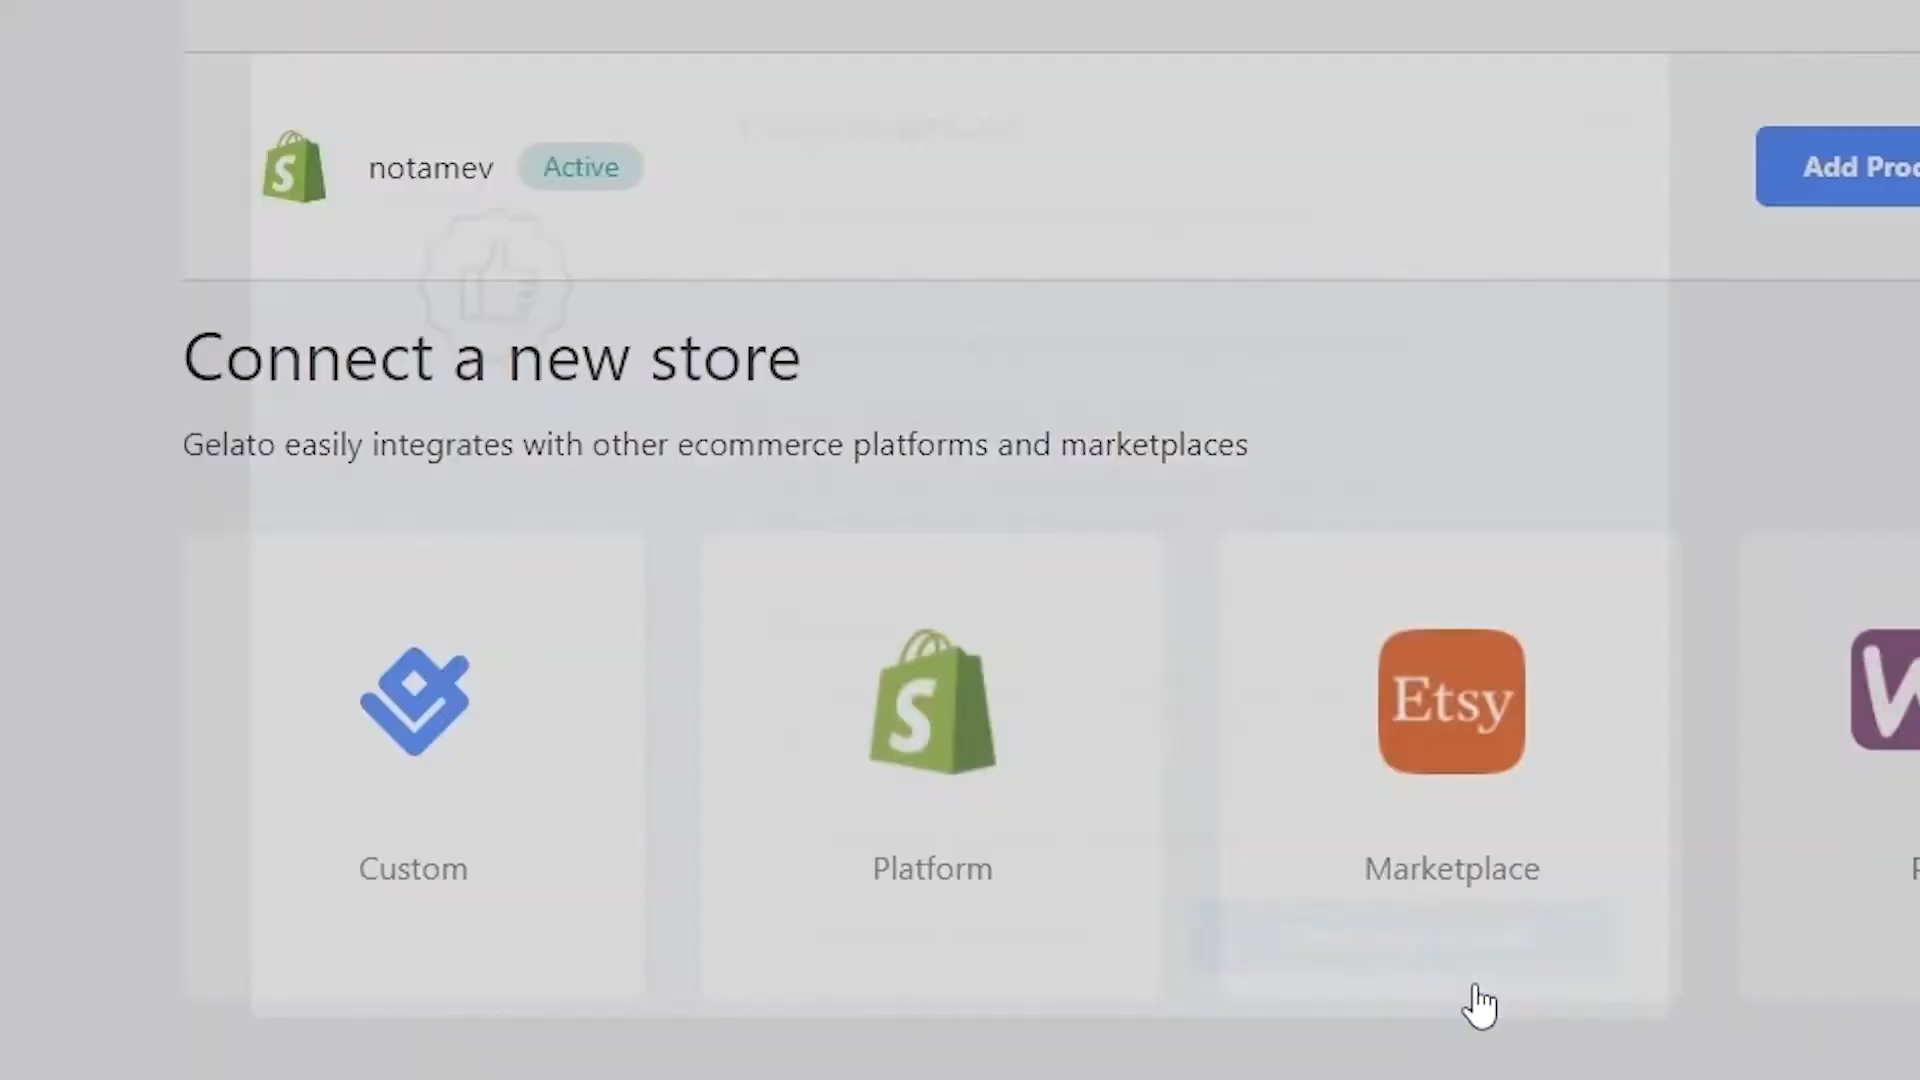 notamev
Active
Add
Connect a new store
Gelato easily integrates with other ecommerce platforms and marketplaces
Etsy
Custom
Platform
Marketplace